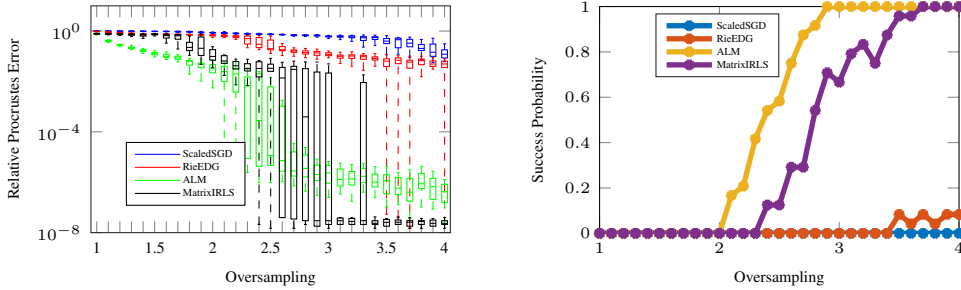 Relative Procrustes Error
10^0
10^−4
10^−8
ScaledSGD
RieEDG
ALM
MatrixIRLS
1 1.5 2 2.5 3 3.5 4
Oversampling
Success Probability
1
0.8
0.6
0.4
0.2
0
ScaledSGD
RieEDG
ALM
MatrixIRLS
1 2 3 4
Oversampling